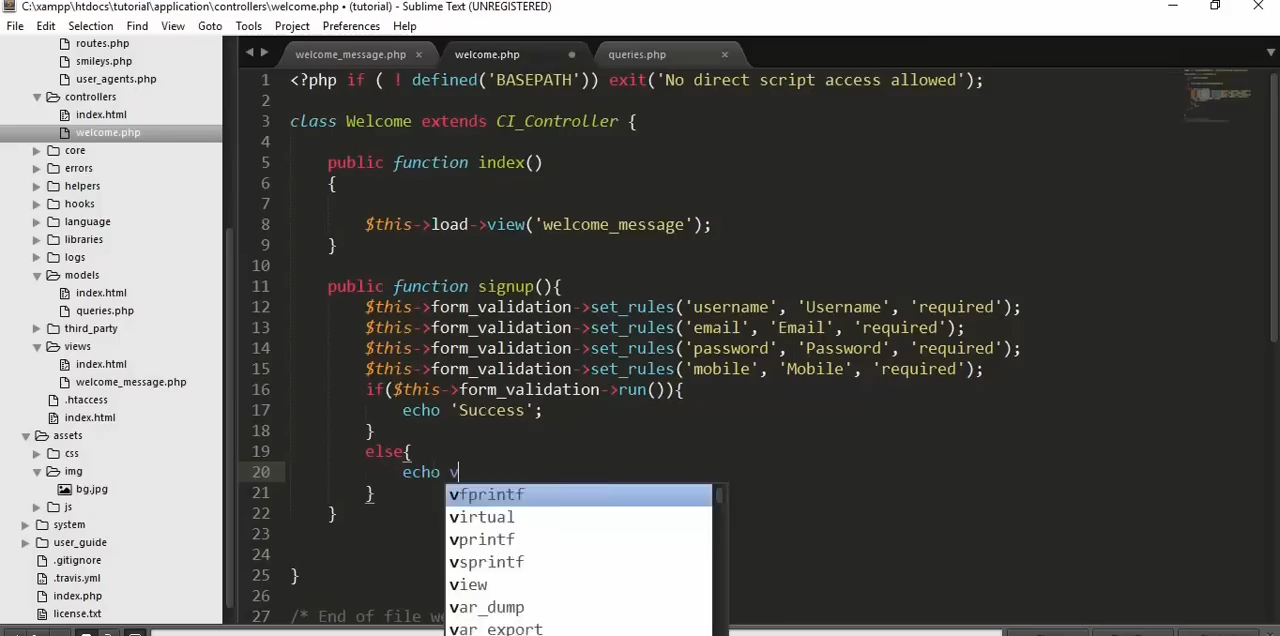 C:\xampp\htdocs\tutorial\application\controllers\welcome.php • (tutorial) - Sublime Text (UNREGISTERED)
File Edit Selection Find View Goto Tools Project Preferences Help
routes.php
smileys.php
user_agents.php
controllers
index.html
welcome.php
core
errors
helpers
hooks
language
libraries
logs
models
index.html
queries.php
third_party
views
index.html
welcome_message.php
.htaccess
index.html
assets
css
img
bg.jpg
js
system
user_guide
.gitignore
.travis.yml
index.php
license.txt
welcome_message.php × welcome.php queries.php ×
1 <?php if ( ! defined('BASEPATH')) exit('No direct script access allowed');
2
3 class Welcome extends CI_Controller {
4
5 public function index()
6 {
7
8 $this->load->view('welcome_message');
9 }
10
11 public function signup(){
12 $this->form_validation->set_rules('username', 'Username', 'required');
13 $this->form_validation->set_rules('email', 'Email', 'required');
14 $this->form_validation->set_rules('password', 'Password', 'required');
15 $this->form_validation->set_rules('mobile', 'Mobile', 'required');
16 if($this->form_validation->run()){
17 echo 'Success';
18 }
19 else{
20 echo v
21 }
22 }
23
24
25 }
26
27 /* End of file we
vfprintf
virtual
vprintf
vsprintf
view
var_dump
var_export